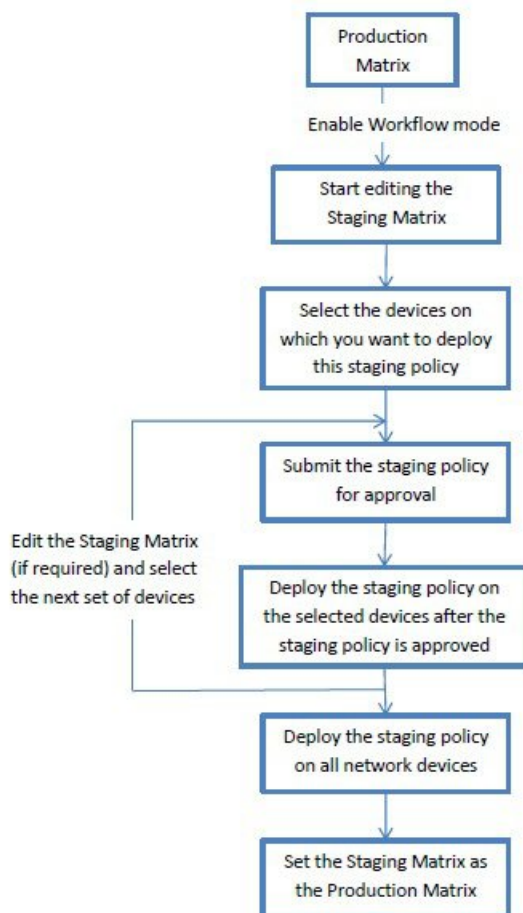 Production
Matrix
Enable Workflow mode
Start editing the
Staging Matrix
Select the devices on
which you want to deploy
this staging policy
Submit the staging policy
for approval
Edit the Staging Matrix
(if required) and select
the next set of devices
Deploy the staging policy on
the selected devices after the
staging policy is approved
Deploy the staging policy
on all network devices
Set the Staging Matrix as
the Production Matrix